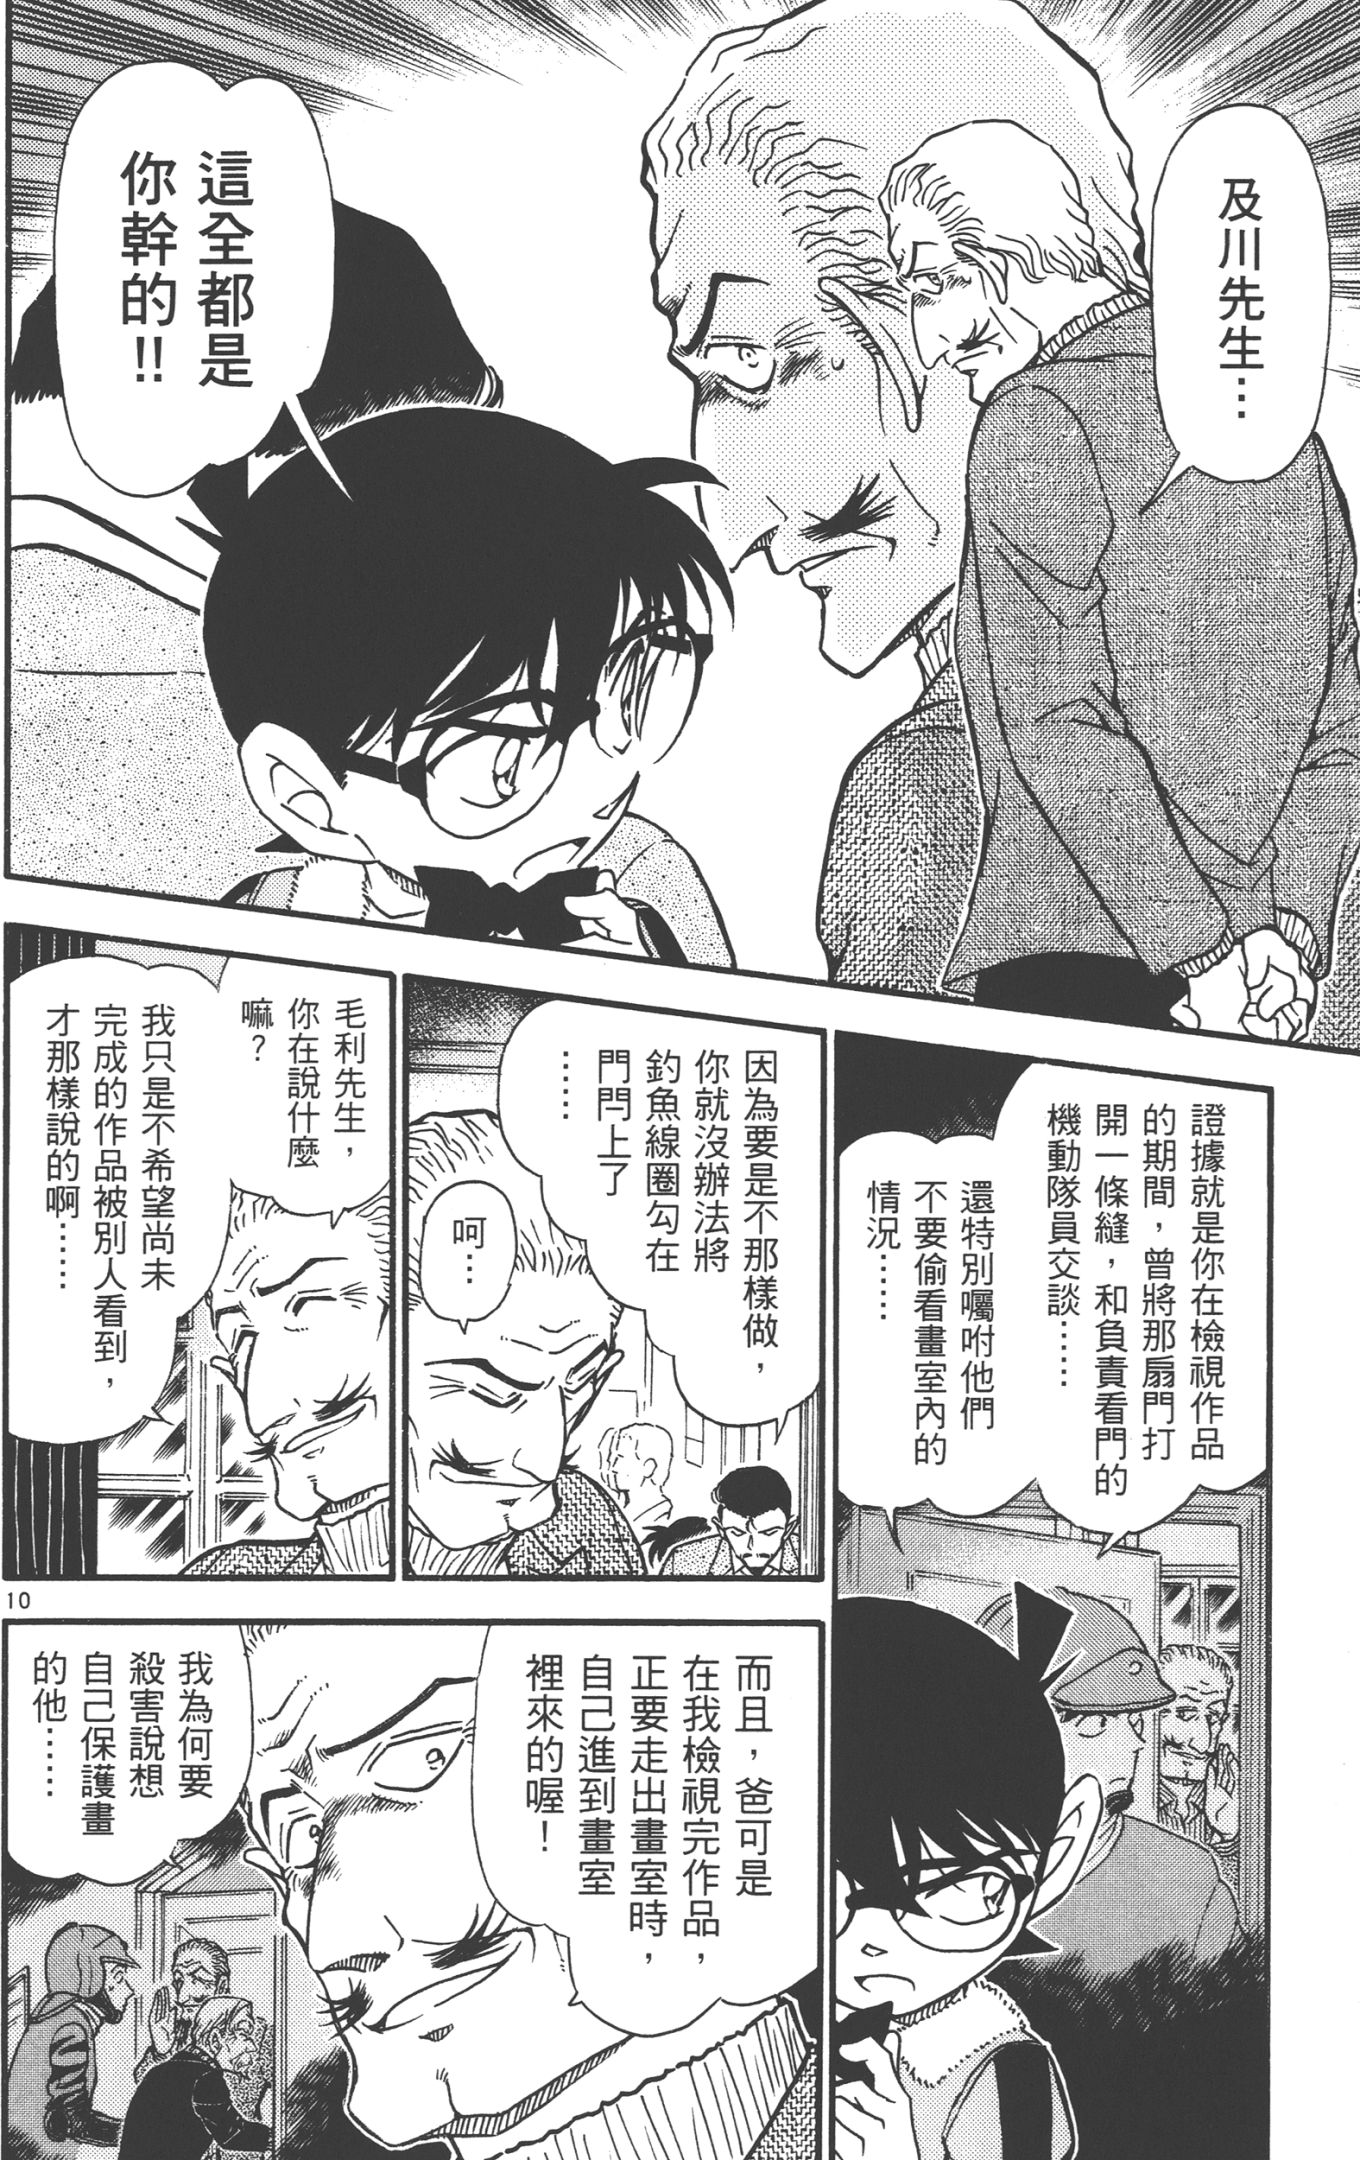 及川先生…
這全都是
你幹的!!
證據就是你在檢視作品
的期間，曾將那扇門打
開一條縫，和負責看門的
機動隊員交談……
還特別囑咐他們
不要偷看畫室內的
情況……
因為要是不那樣做，
你就沒辦法將
釣魚線圈勾在
門閂上了
……
呵…
毛利先生，
你在說什麼
嘛？
我只是不希望尚未
完成的作品被別人看到，
才那樣說的啊……
而且，爸可是
在我檢視完作品，
正要走出畫室時，
自己進到畫室
裡來的喔！
我為何要
殺害說想
自己保護畫
的他……
10